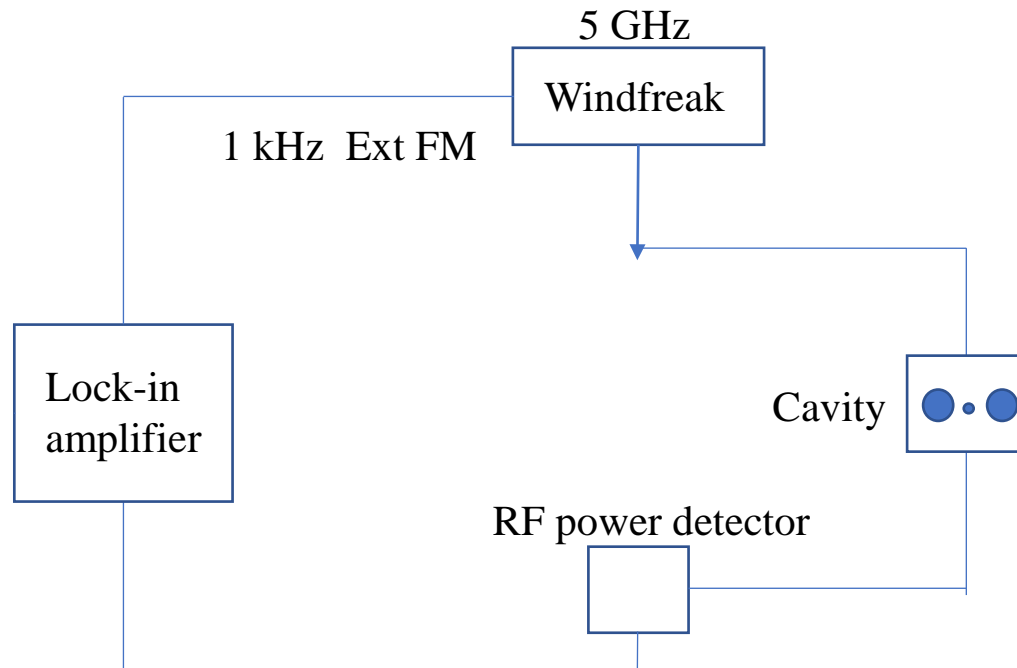 5 GHz
Windfreak
1 kHz  Ext FM
Lock-in
amplifier
Cavity
RF power detector